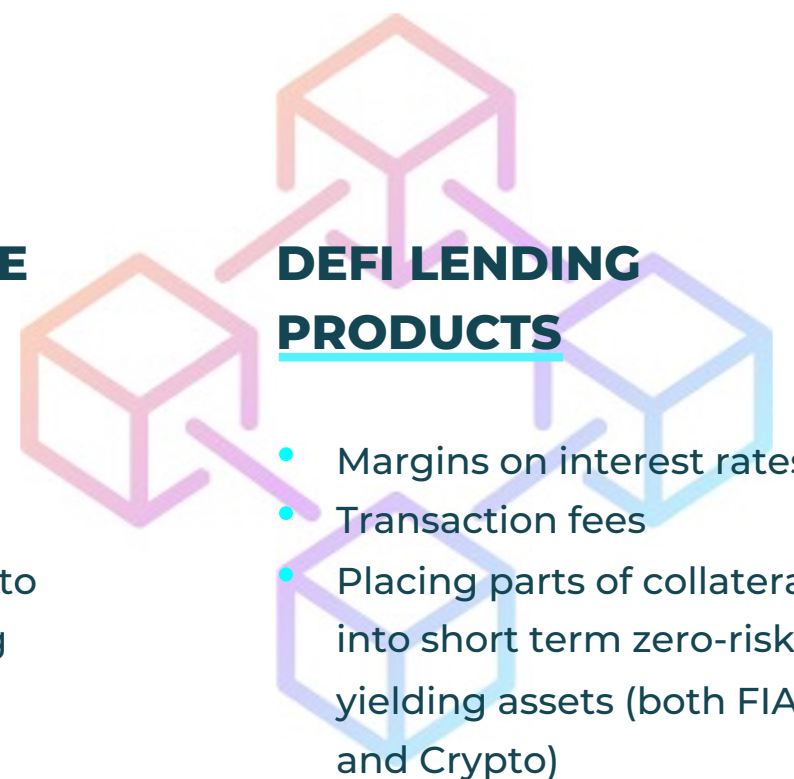 E
DEFI LENDING
PRODUCTS
Margins on interest rates
Transaction fees
to
Placing parts of collatera
g
into short term zero-risk
yielding assets (both FIA
and Crypto)